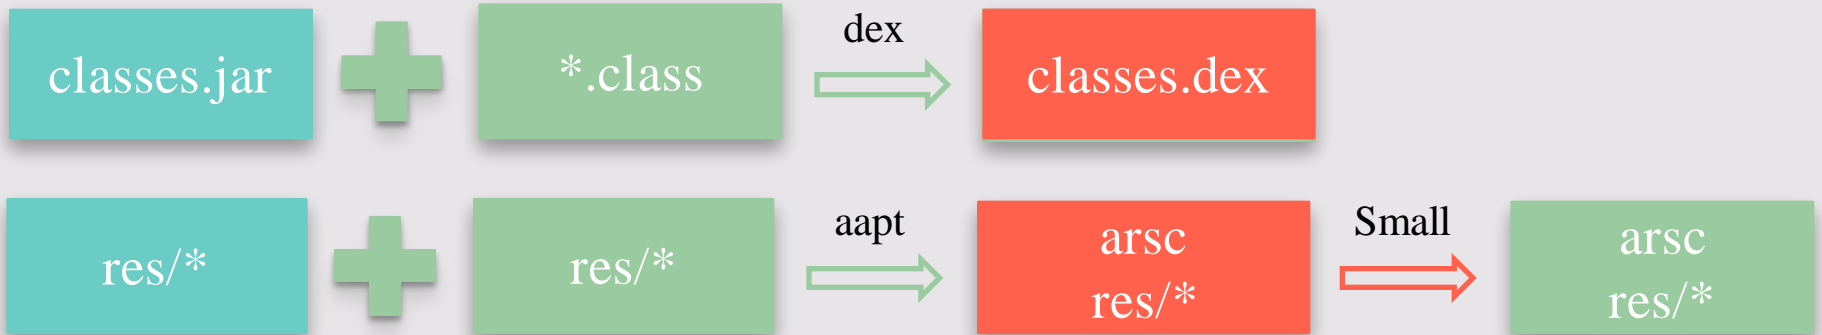 classes.jar
*.class
dex
classes.dex
res/*
res/*
aapt
arsc
res/*
Small
arsc
res/*